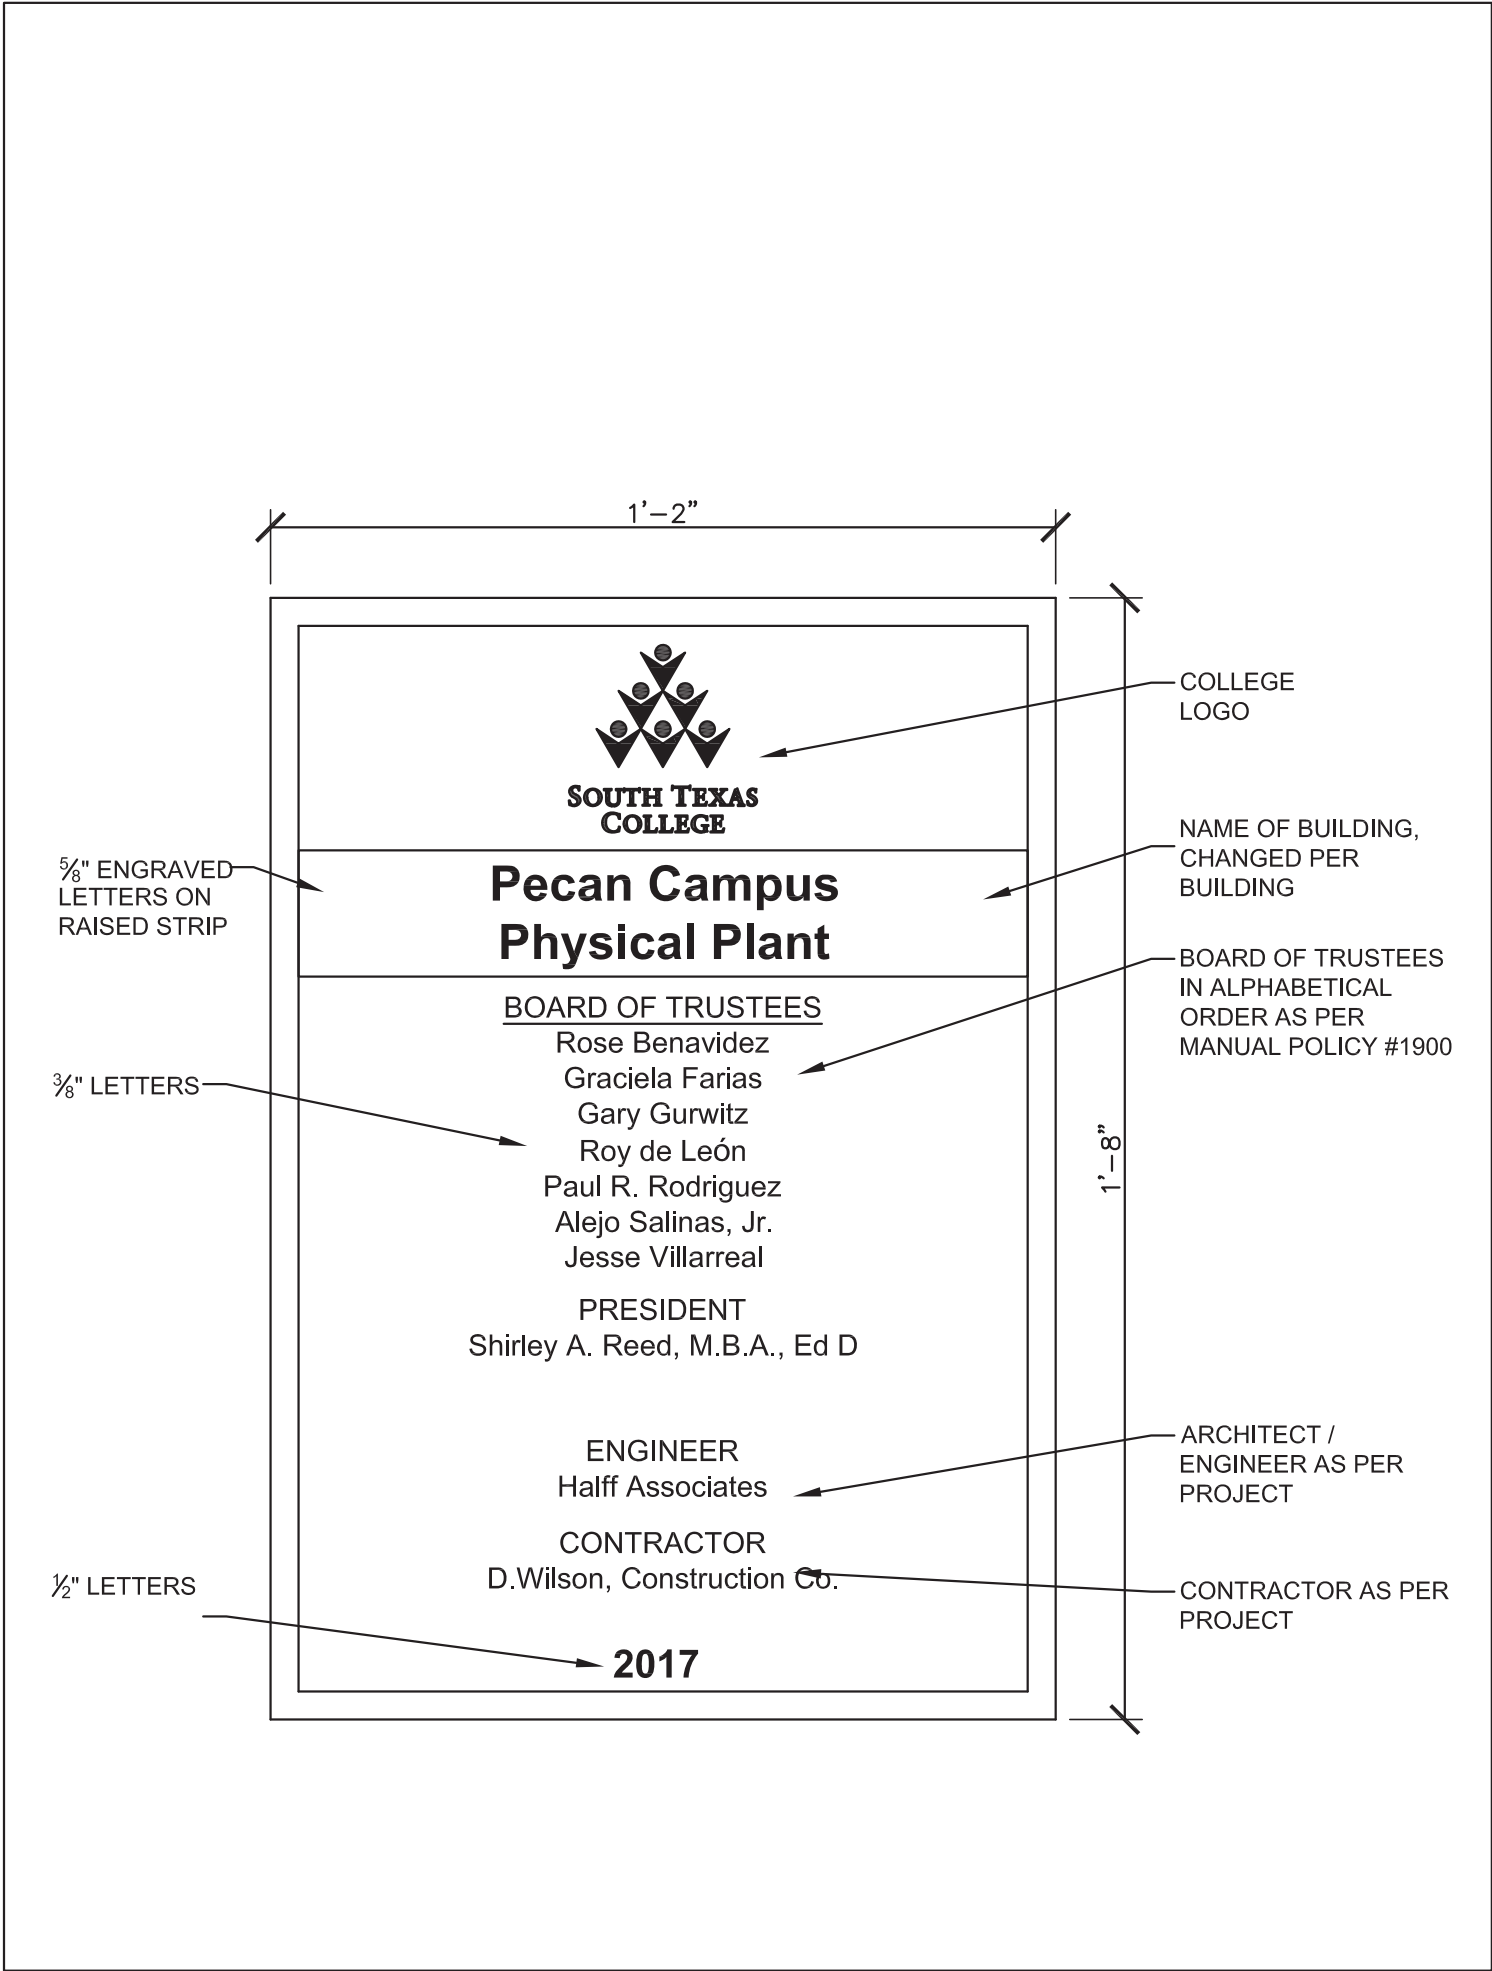 1'–2"
SOUTH TEXAS
COLLEGE
COLLEGE
LOGO
5/8" ENGRAVED
LETTERS ON
RAISED STRIP
Pecan Campus
Physical Plant
NAME OF BUILDING,
CHANGED PER
BUILDING
BOARD OF TRUSTEES
Rose Benavidez
Graciela Farias
Gary Gurwitz
Roy de León
Paul R. Rodriguez
Alejo Salinas, Jr.
Jesse Villarreal
BOARD OF TRUSTEES
IN ALPHABETICAL
ORDER AS PER
MANUAL POLICY #1900
3/8" LETTERS
1'–8"
PRESIDENT
Shirley A. Reed, M.B.A., Ed D
ENGINEER
Halff Associates
ARCHITECT /
ENGINEER AS PER
PROJECT
CONTRACTOR
D.Wilson, Construction Co.
CONTRACTOR AS PER
PROJECT
1/2" LETTERS
2017